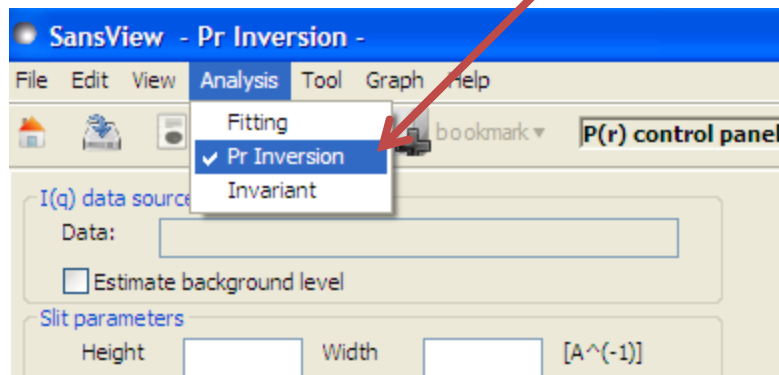 SansView - Pr Inversion -
File Edit View Analysis Tool Graph Help
Fitting
bookmark
P(r) control panel
Pr Inversion
Invariant
I(q) data source
Data:
Estimate background level
Slit parameters
Height Width [A^(-1)]